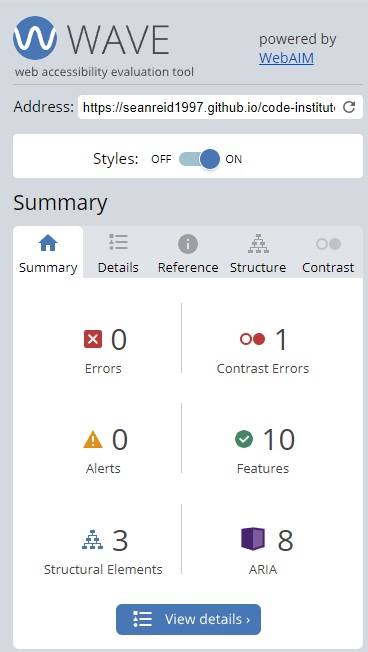 WAVE
powered by
WebAIM
web accessibility evaluation tool
Address: https://seanreid1997.github.io/code-institut
Styles: OFF ON
Summary
Summary Details Reference Structure Contrast
0 1
Errors Contrast Errors
0 10
Alerts Features
3 8
Structural Elements ARIA
View details ›